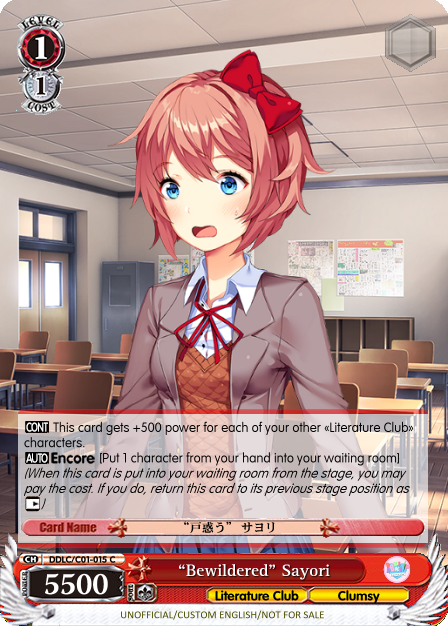 LEVEL
1
1
COST
CONT This card gets +500 power for each of your other «Literature Club»
characters.
AUTO Encore [Put 1 character from your hand into your waiting room]
(When this card is put into your waiting room from the stage, you may
pay the cost. If you do, return this card to its previous stage position as
)
Card Name
“戸惑う” サヨリ
CH DDLC/C01-015 C
POWER 5500 SOUL
“Bewildered” Sayori
Literature Club Clumsy
UNOFFICIAL/CUSTOM ENGLISH/NOT FOR SALE